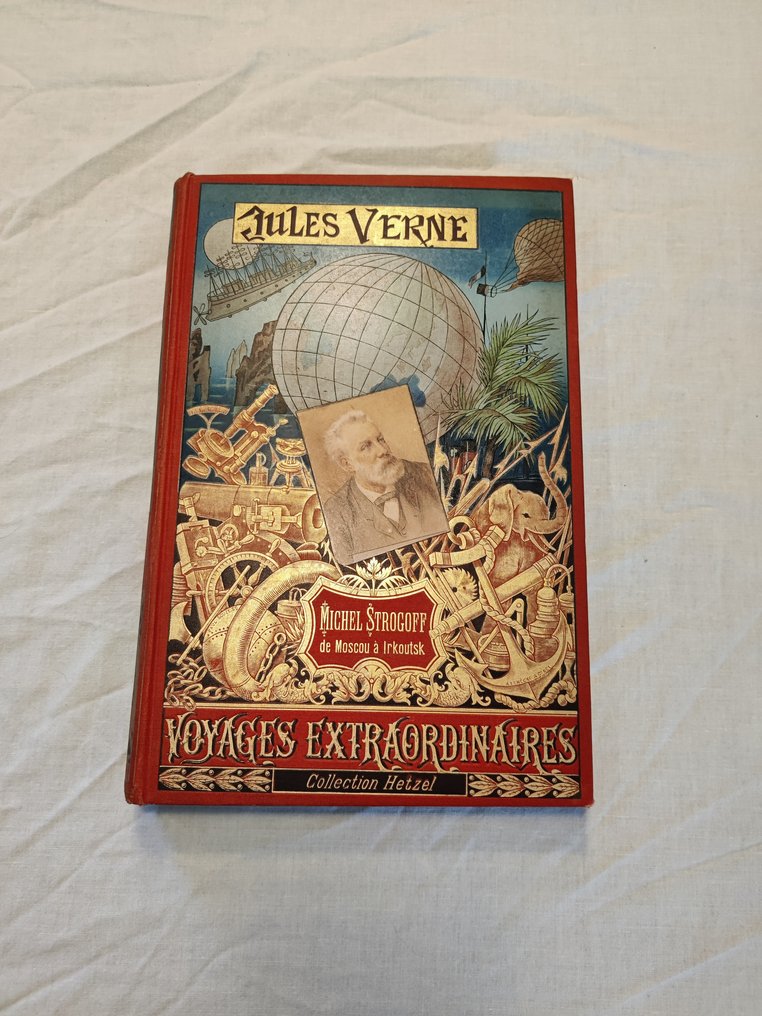 JULES VERNE
MICHEL STROGOFF
de Moscou à Irkoutsk
VOYAGES EXTRAORDINAIRES
Collection Hetzel